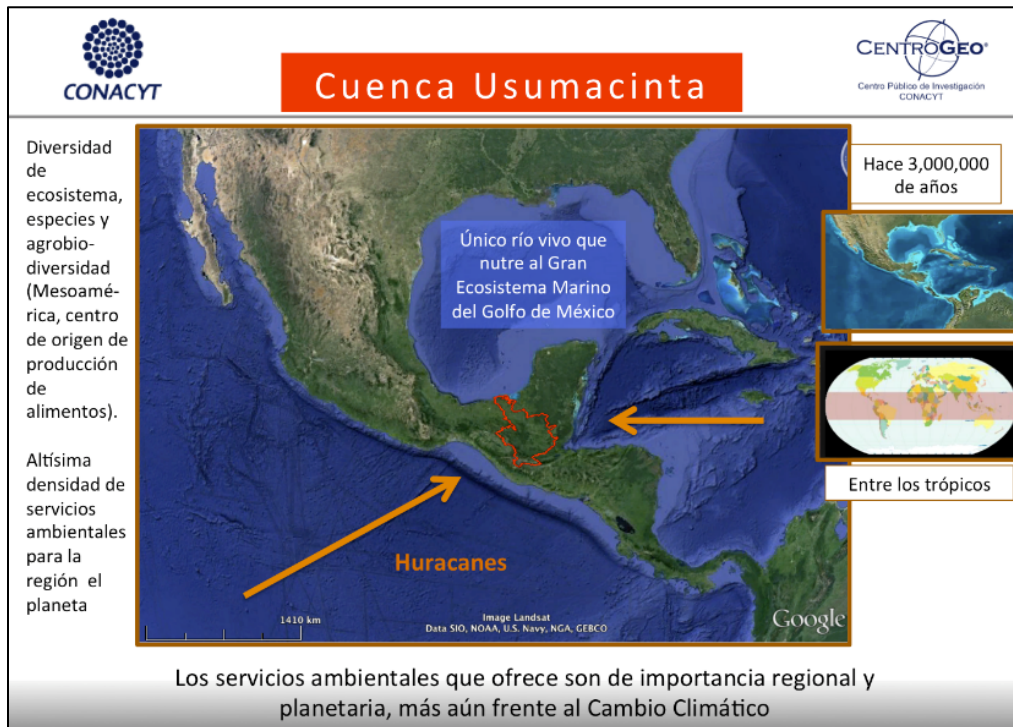 CONACYT
Cuenca Usumacinta
CENTROGEO®
Centro Público de Investigación
CONACYT
Diversidad
de
ecosistema,
especies y
agrobio-
diversidad
(Mesoamé-
rica, centro
de origen de
producción
de
alimentos).
Altísima
densidad de
servicios
ambientales
para la
región el
planeta
Único río vivo que
nutre al Gran
Ecosistema Marino
del Golfo de México
Huracanes
1410 km
Image Landsat
Data SIO, NOAA, U.S. Navy, NGA, GEBCO
Google
Hace 3,000,000
de años
Entre los trópicos
Los servicios ambientales que ofrece son de importancia regional y
planetaria, más aún frente al Cambio Climático